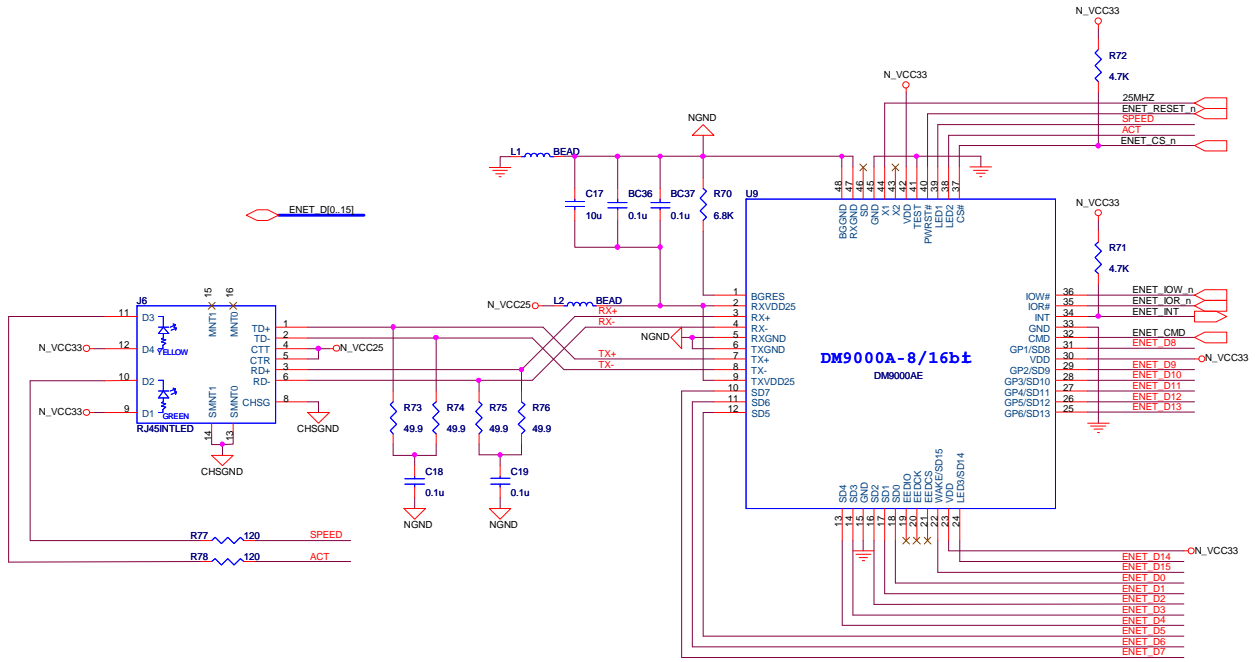 N_VCC33
R72
4.7K
N_VCC33
25MHZ
ENET_RESET_n
SPEED
ACT
ENET_CS_n
NGND
L1 BEAD
C17
10u
BC36
0.1u
BC37
0.1u
R70
6.8K
U9
48 47 46 45 44 43 42 41 40 39 38 37
BGGND RXGND SD GND X1 X2 VDD TEST PWRST# LED1 LED2 CS#
ENET_D[0..15]
N_VCC33
R71
4.7K
N_VCC25 L2 BEAD
RX+
RX-
NGND
TX+
TX-
1 BGRES
2 RXVDD25
3 RX+
4 RX-
5 RXGND
6 TXGND
7 TX+
8 TX-
9 TXVDD25
10 SD7
11 SD6
12 SD5
DM9000A-8/16bit
DM9000AE
IOW# 36 ENET_IOW_n
IOR# 35 ENET_IOR_n
INT 34 ENET_INT
GND 33
CMD 32 ENET_CMD
GP1/SD8 31 ENET_D8
VDD 30 N_VCC33
GP2/SD9 29 ENET_D9
GP3/SD10 28 ENET_D10
GP4/SD11 27 ENET_D11
GP5/SD12 26 ENET_D12
GP6/SD13 25 ENET_D13
J6
15 16
MNT1 MNT0
11 D3
N_VCC33 12 D4 YELLOW
10 D2
N_VCC33 9 D1 GREEN
TD+ 1
TD- 2
CTT 4 N_VCC25
CTR 5
RD+ 3
RD- 6
CHSG 8
CHSGND
SMNT1 SMNT0
RJ45INTLED
14 13
CHSGND
R73
49.9
R74
49.9
R75
49.9
R76
49.9
C18
0.1u
NGND
C19
0.1u
NGND
R77 120 SPEED
R78 120 ACT
SD4 SD3 GND SD2 SD1 SD0 EEDIO EEDCK EEDCS WAKE/SD15 VDD LED3/SD14
13 14 15 16 17 18 19 20 21 22 23 24
N_VCC33
ENET_D14
ENET_D15
ENET_D0
ENET_D1
ENET_D2
ENET_D3
ENET_D4
ENET_D5
ENET_D6
ENET_D7